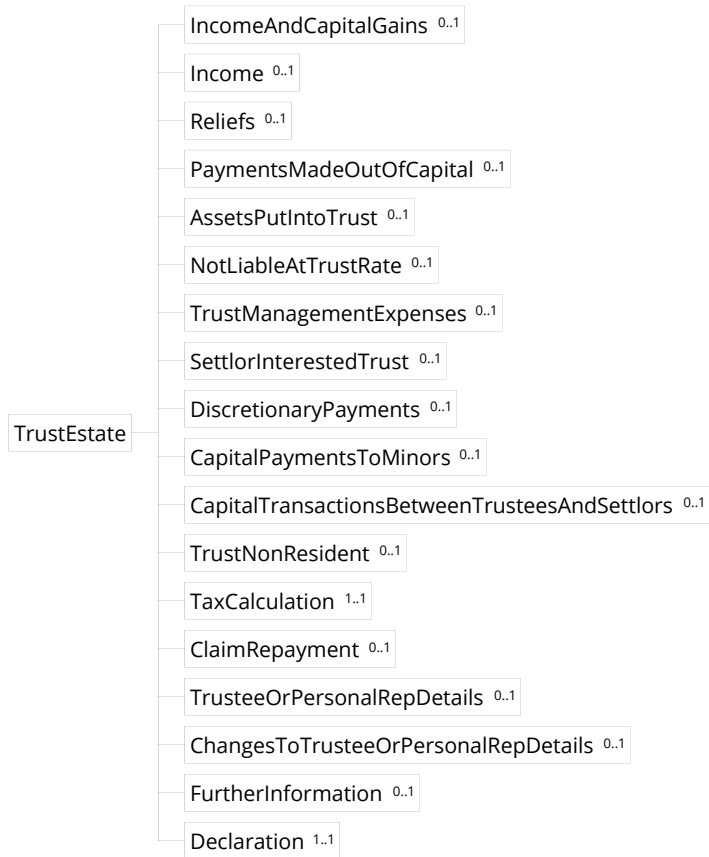 IncomeAndCapitalGains 0..1
Income 0..1
Reliefs 0..1
PaymentsMadeOutOfCapital 0..1
AssetsPutIntoTrust 0..1
NotLiableAtTrustRate 0..1
TrustManagementExpenses 0..1
SettlorInterestedTrust 0..1
DiscretionaryPayments 0..1
TrustEstate
CapitalPaymentsToMinors 0..1
CapitalTransactionsBetweenTrusteesAndSettlors 0..1
TrustNonResident 0..1
TaxCalculation 1..1
ClaimRepayment 0..1
TrusteeOrPersonalRepDetails 0..1
ChangesToTrusteeOrPersonalRepDetails 0..1
FurtherInformation 0..1
Declaration 1..1